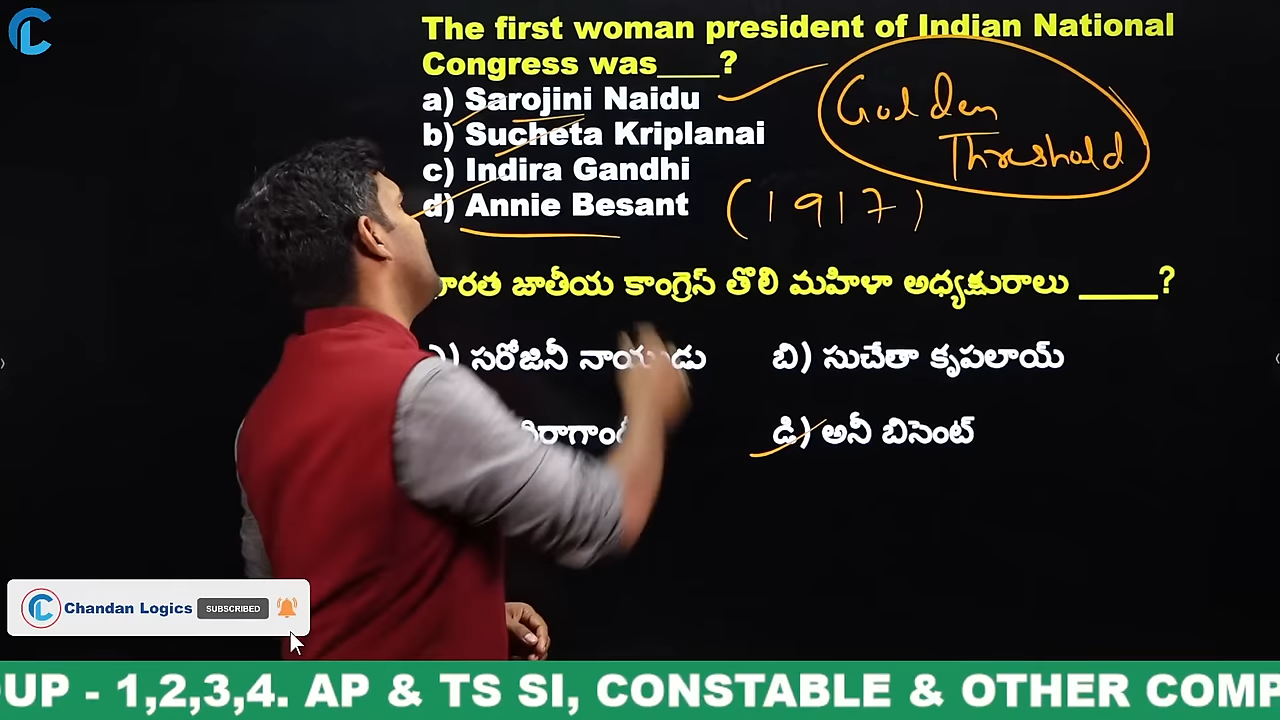 The first woman president of Indian National
Congress was____?
a) Sarojini Naidu
b) Sucheta Kriplanai
c) Indira Gandhi
d) Annie Besant
Golden
Threshold
(1917)
జాతీయ కాంగ్రెస్ తొలి మహిళా అధ్యక్షురాలు _____?
సరోజినీ
బి) సుచేతా కృపలాయ్
డి) అనీ బిసెంట్
Chandan Logics
SUBSCRIBED
- 1,2,3,4. AP & TS SI, CONSTABLE & OTHER